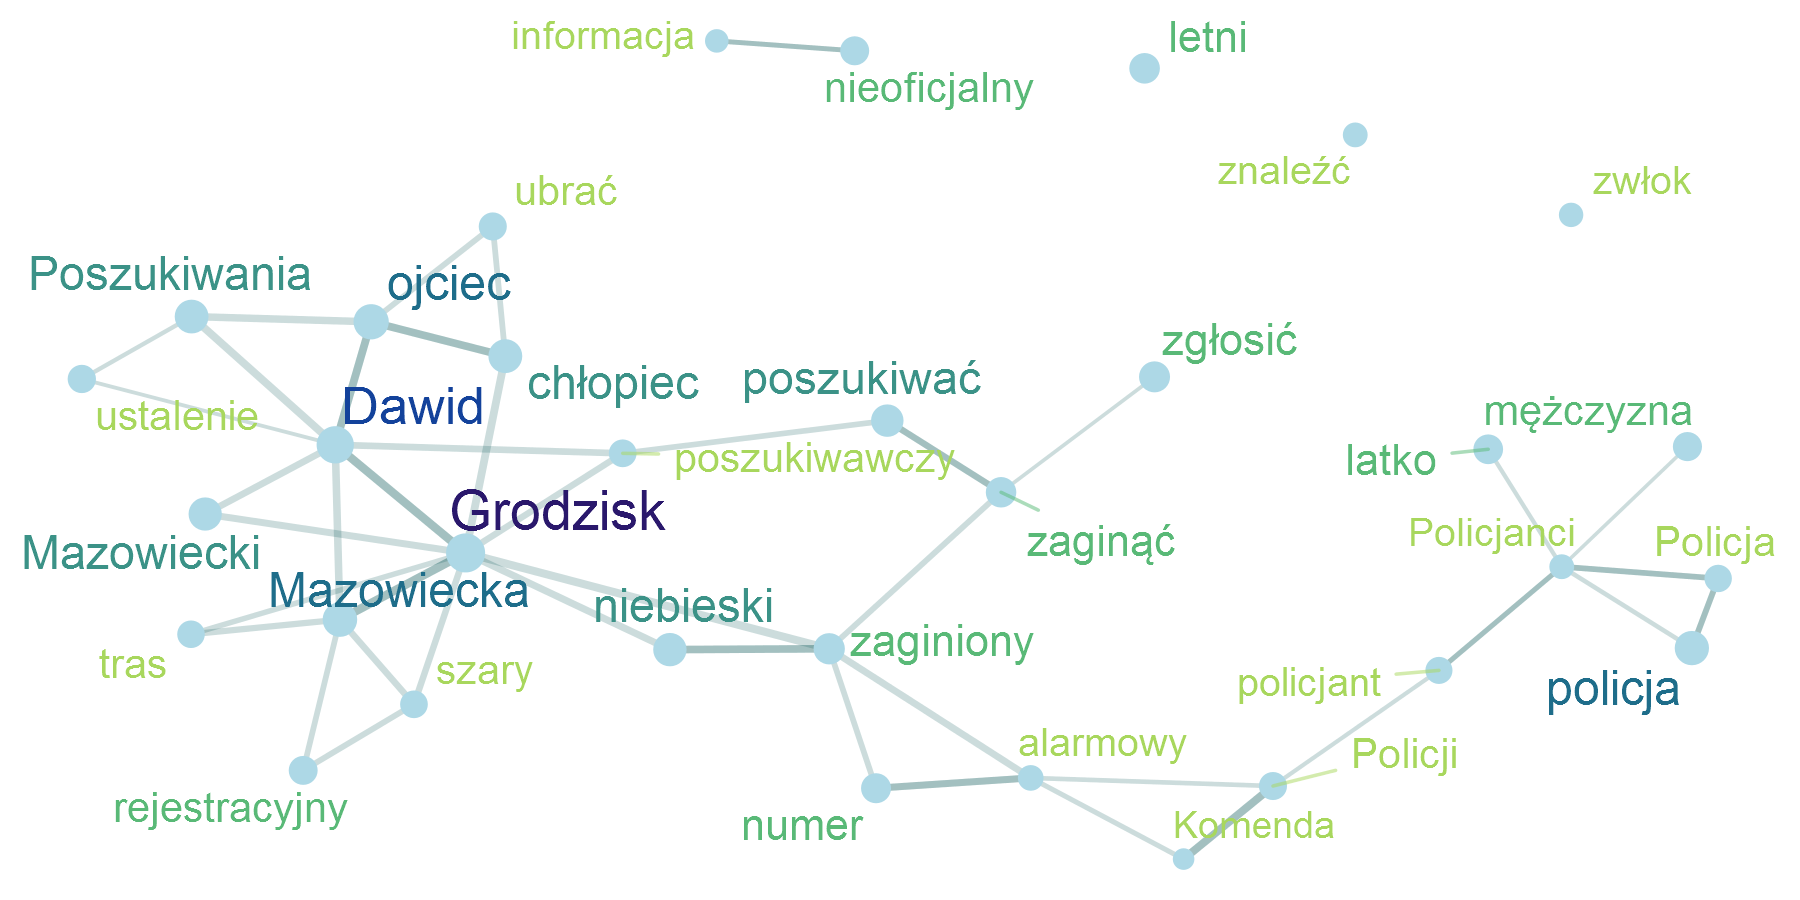 informacja
letni
nieoficjalny
znaleźć
zwłok
ubrać
Poszukiwania
ojciec
zgłosić
chłopiec
poszukiwać
Dawid
ustalenie
mężczyzna
latko
poszukiwawczy
Grodzisk
Policjanci
Policja
zaginąć
Mazowiecki
Mazowiecka
niebieski
zaginiony
tras
szary
policjant
policja
alarmowy
Policji
rejestracyjny
numer
Komenda